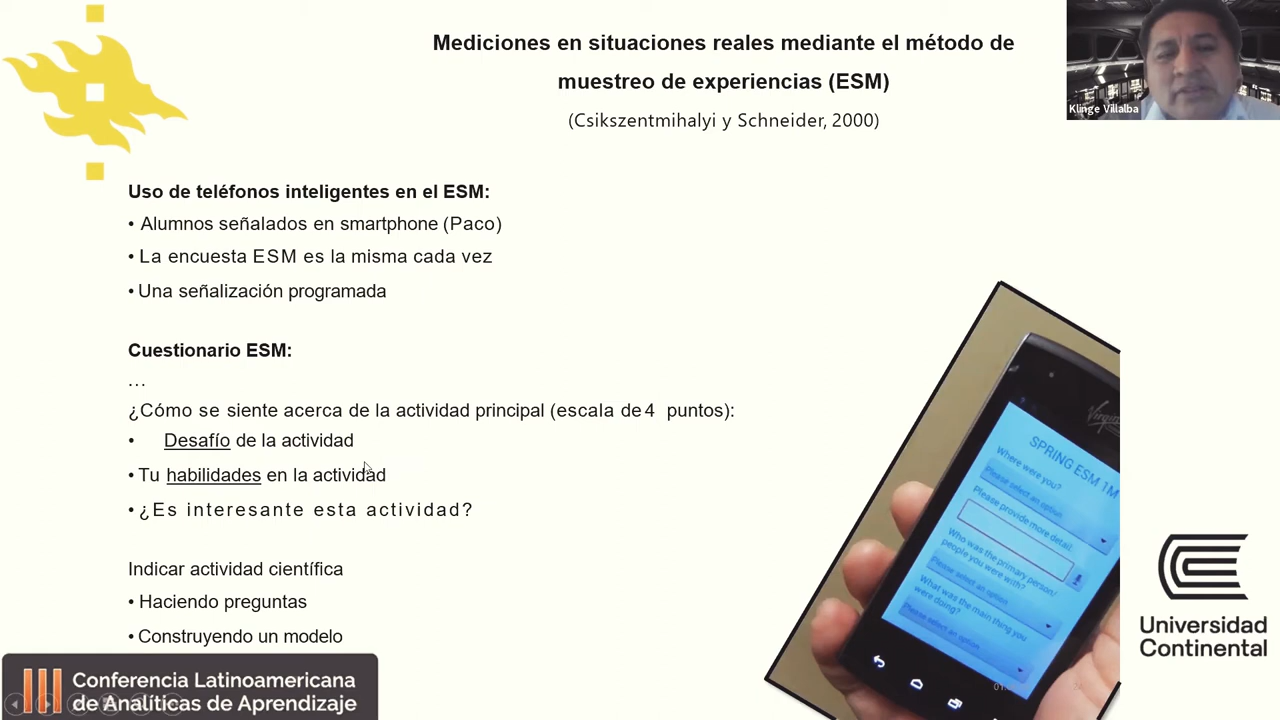 Mediciones en situaciones reales mediante el método de
muestreo de experiencias (ESM)
(Csikszentmihalyi y Schneider, 2000)
Klinge Villalba
Uso de teléfonos inteligentes en el ESM:
• Alumnos señalados en smartphone (Paco)
• La encuesta ESM es la misma cada vez
• Una señalización programada
Cuestionario ESM:
...
¿Cómo se siente acerca de la actividad principal (escala de 4 puntos):
• Desafío de la actividad
• Tu habilidades en la actividad
• ¿Es interesante esta actividad?
Indicar actividad científica
• Haciendo preguntas
• Construyendo un modelo
Virgin
SPRING ESM 1M
Where were you?
Please select an option
Please provide more detail
Who was the primary person/
people you were with?
Please select an option
What was the main thing you
were doing?
Please select an option
Universidad
Continental
Conferencia Latinoamericana
de Analíticas de Aprendizaje